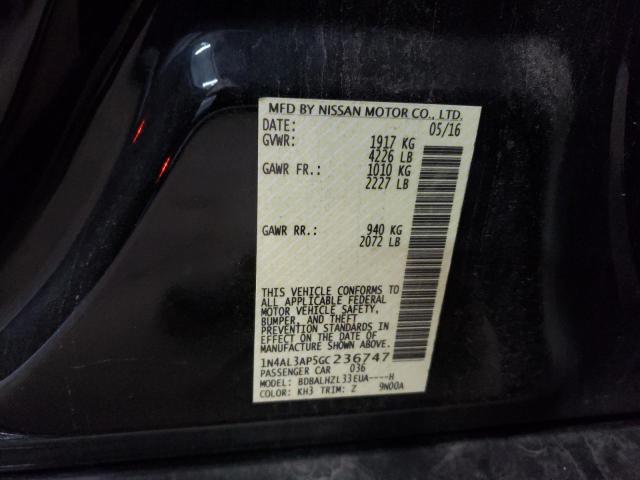 MFD BY NISSAN MOTOR CO., LTD.
DATE: 05/16
GVWR: 1917 KG
4226 LB
GAWR FR.: 1010 KG
2227 LB
GAWR RR.: 940 KG
2072 LB
THIS VEHICLE CONFORMS TO
ALL APPLICABLE FEDERAL
MOTOR VEHICLE SAFETY,
BUMPER, AND THEFT
PREVENTION STANDARDS IN
EFFECT ON THE DATE OF
MANUFACTURE SHOWN ABOVE.
1N4AL3AP5GC236747
PASSENGER CAR 036
MODEL: BDBALHZL33EUA----H
COLOR: KH3 TRIM: Z 9N00A